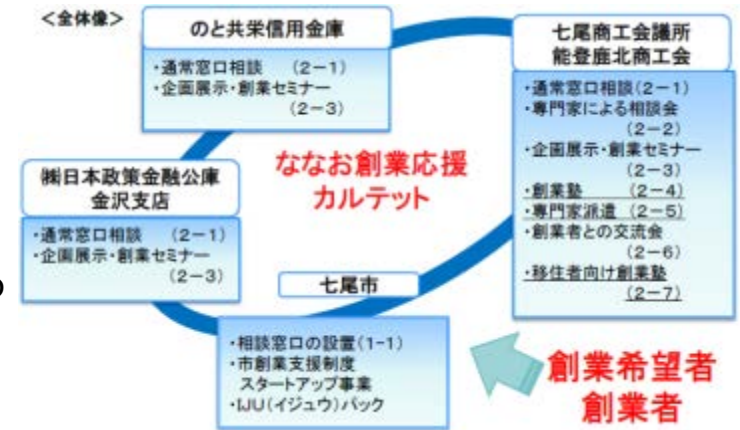 <全体像>
のと共栄信用金庫
・通常窓口相談 (2-1)
・企画展示・創業セミナー
(2-3)
七尾商工会議所
能登鹿北商工会
・通常窓口相談(2-1)
・専門家による相談会
(2-2)
・企画展示・創業セミナー
(2-3)
・創業塾 (2-4)
・専門家派遣 (2-5)
・創業者との交流会
(2-6)
・移住者向け創業塾
(2-7)
ななお創業応援
カルテット
㈱日本政策金融公庫
金沢支店
・通常窓口相談 (2-1)
・企画展示・創業セミナー
(2-3)
七尾市
・相談窓口の設置(1-1)
・市創業支援制度
スタートアップ事業
・IJU(イジュウ)パック
創業希望者
創業者